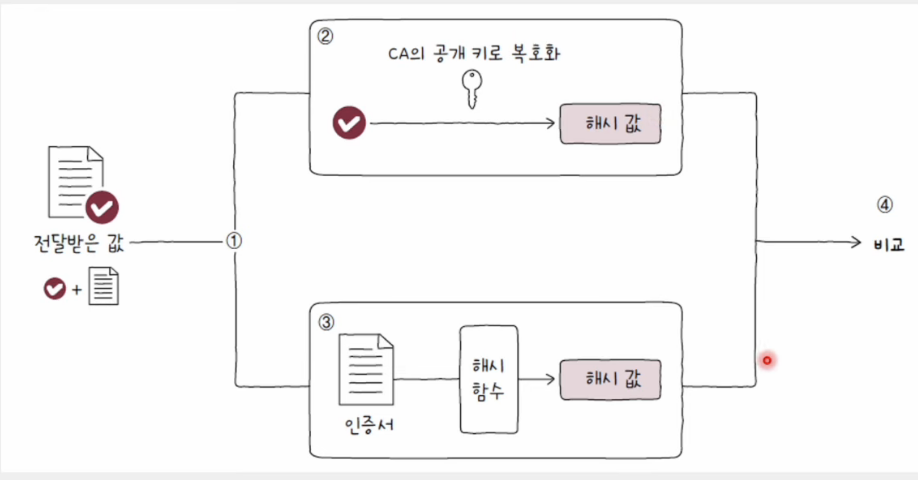 ②
CA의 공개 키로 복호화
해시 값
전달받은 값
+
①
③
인증서
해시
함수
해시 값
④
비교